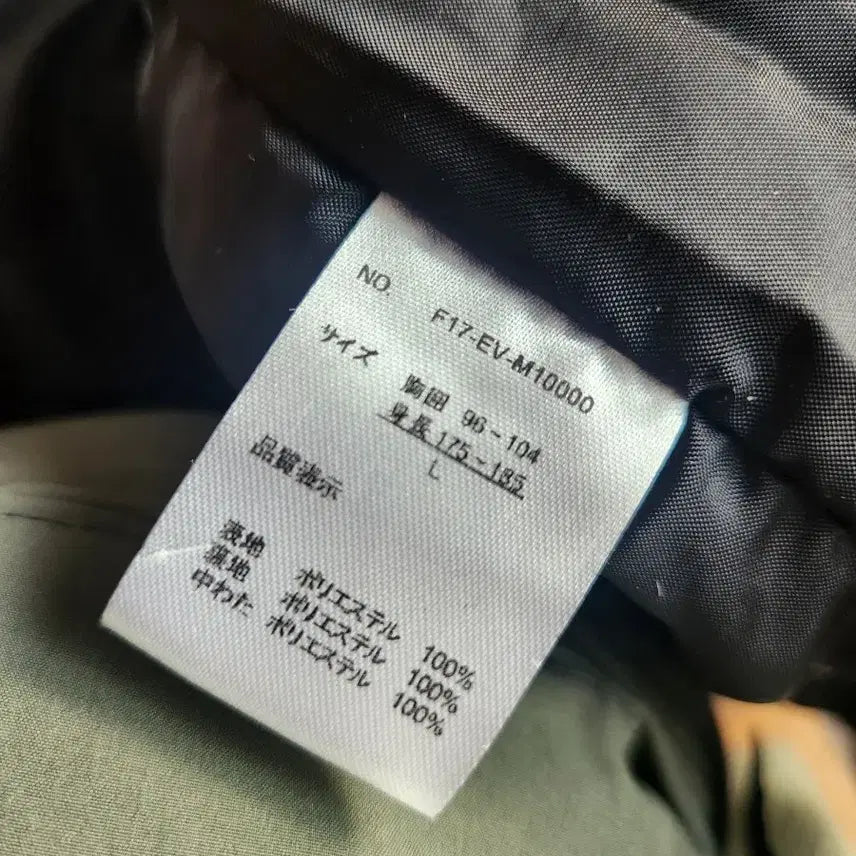 NO. F17-EV-M10000
サイズ 胸囲 96~104
身長 175~185
L
品質表示
表地 ポリエステル 100%
裏地 ポリエステル 100%
中わた ポリエステル 100%